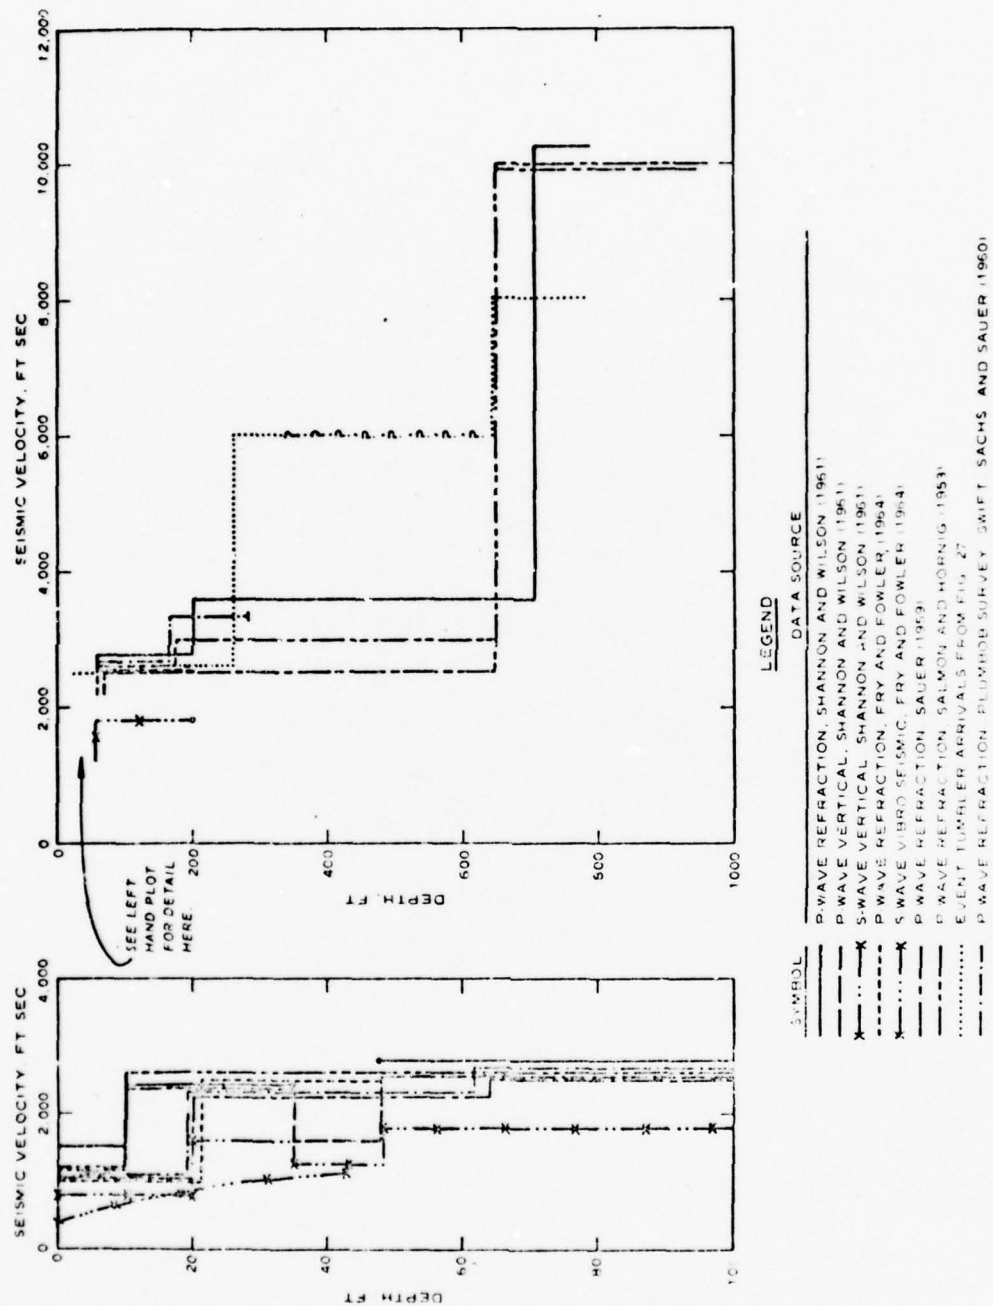 SEISMIC VELOCITY, FT SEC
0
2,000
4,000
6,000
8,000
10,000
12,000
0
200
400
600
800
1000
DEPTH, FT
SEE LEFT
HAND PLOT
FOR DETAIL
HERE.
SEISMIC VELOCITY FT SEC
0
2,000
4,000
0
20
40
60
80
DEPTH FT
LEGEND
SYMBOL
DATA SOURCE
P-WAVE REFRACTION, SHANNON AND WILSON (1961)
P-WAVE VERTICAL, SHANNON AND WILSON (1961)
S-WAVE VERTICAL, SHANNON AND WILSON (1961)
P WAVE REFRACTION, FRY AND FOWLER, (1964)
S WAVE VIBRO SEISMIC, FRY AND FOWLER (1964)
P WAVE REFRACTION, SAUER (1959)
P WAVE REFRACTION, SALMON AND HORNIG (1953)
EVENT TUMBLER ARRIVALS FROM FIG 27
P WAVE REFRACTION PLUMBBOB SURVEY SWIFT SACHS AND SAUER (1960)